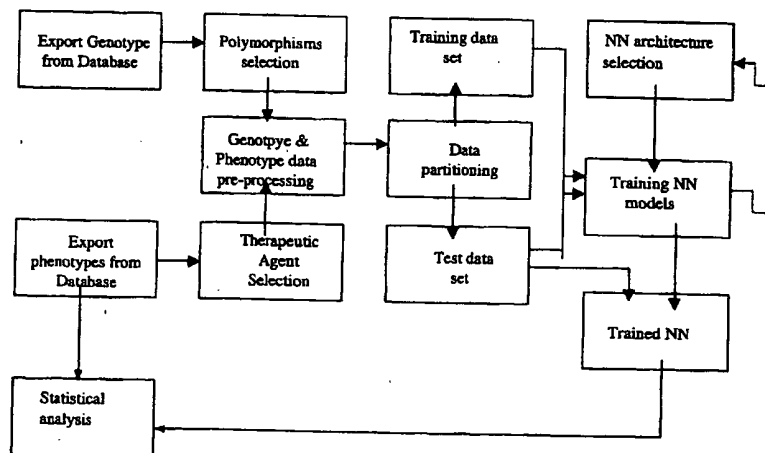 Export Genotype
from Database
Polymorphisms
selection
Training data
set
NN architecture
selection
Genotpye &
Phenotype data
pre-processing
Data
partitioning
Training NN
models
Export
phenotypes from
Database
Therapeutic
Agent
Selection
Test data
set
Trained NN
Statistical
analysis